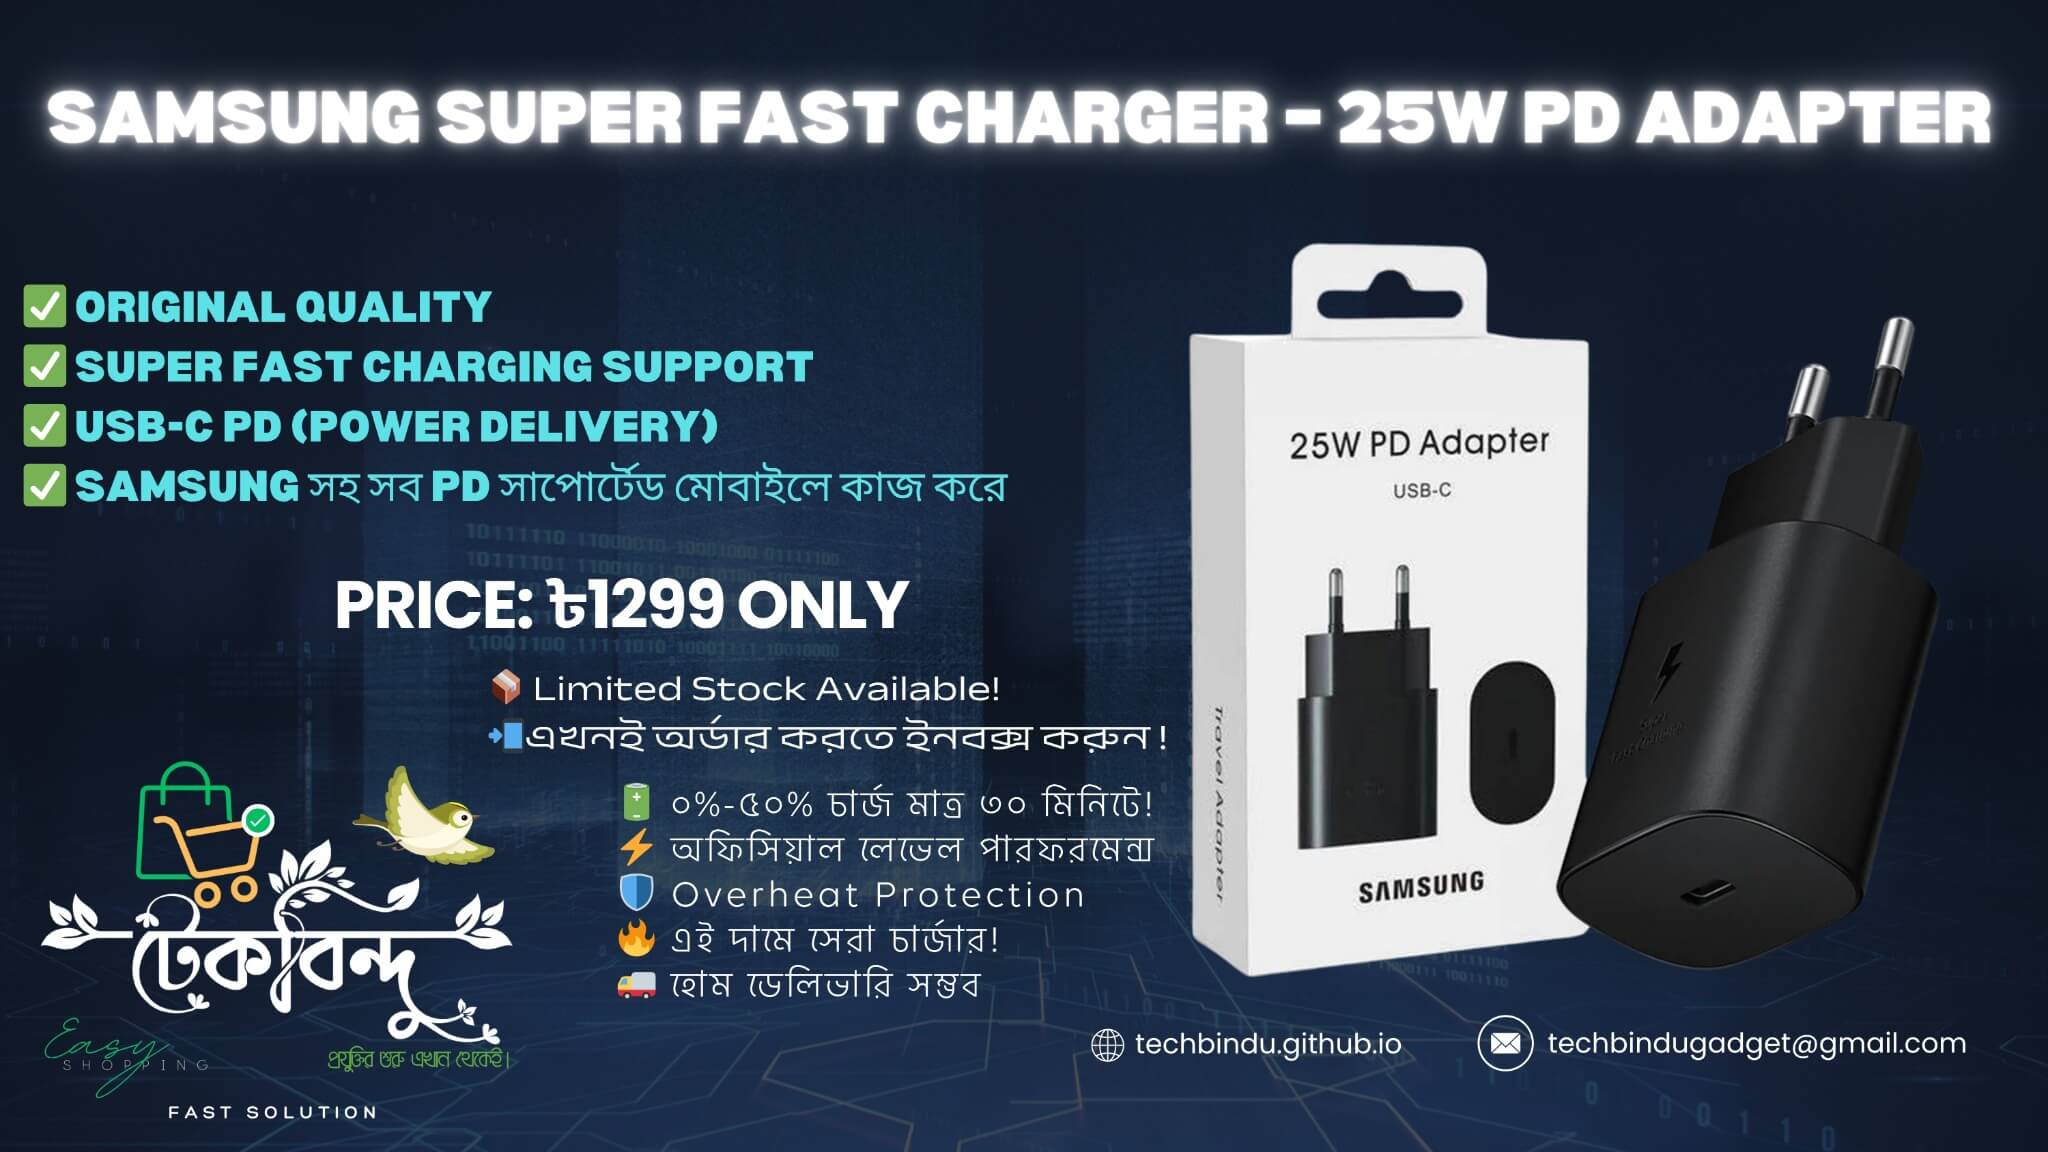 SAMSUNG SUPER FAST CHARGER – 25W PD ADAPTER
✅ ORIGINAL QUALITY
✅ SUPER FAST CHARGING SUPPORT
✅ USB-C PD (POWER DELIVERY)
✅ SAMSUNG সহ সব PD সাপোর্টেড মোবাইলে কাজ করে
PRICE: ৳1299 ONLY
📦 Limited Stock Available!
📲এখনই অর্ডার করতে ইনবক্স করুন !
🔋 ০%-৫০% চার্জ মাত্র ৩০ মিনিটে!
⚡ অফিসিয়াল লেভেল পারফরমেন্স
🛡️ Overheat Protection
🔥 এই দামে সেরা চার্জার!
🚚 হোম ডেলিভারি সম্ভব
টেকবিন্দু
প্রযুক্তির শুরু এখান থেকেই।
Easy
SHOPPING
FAST SOLUTION
25W PD Adapter
USB-C
Travel Adapter
SAMSUNG
techbindu.github.io
techbindugadget@gmail.com